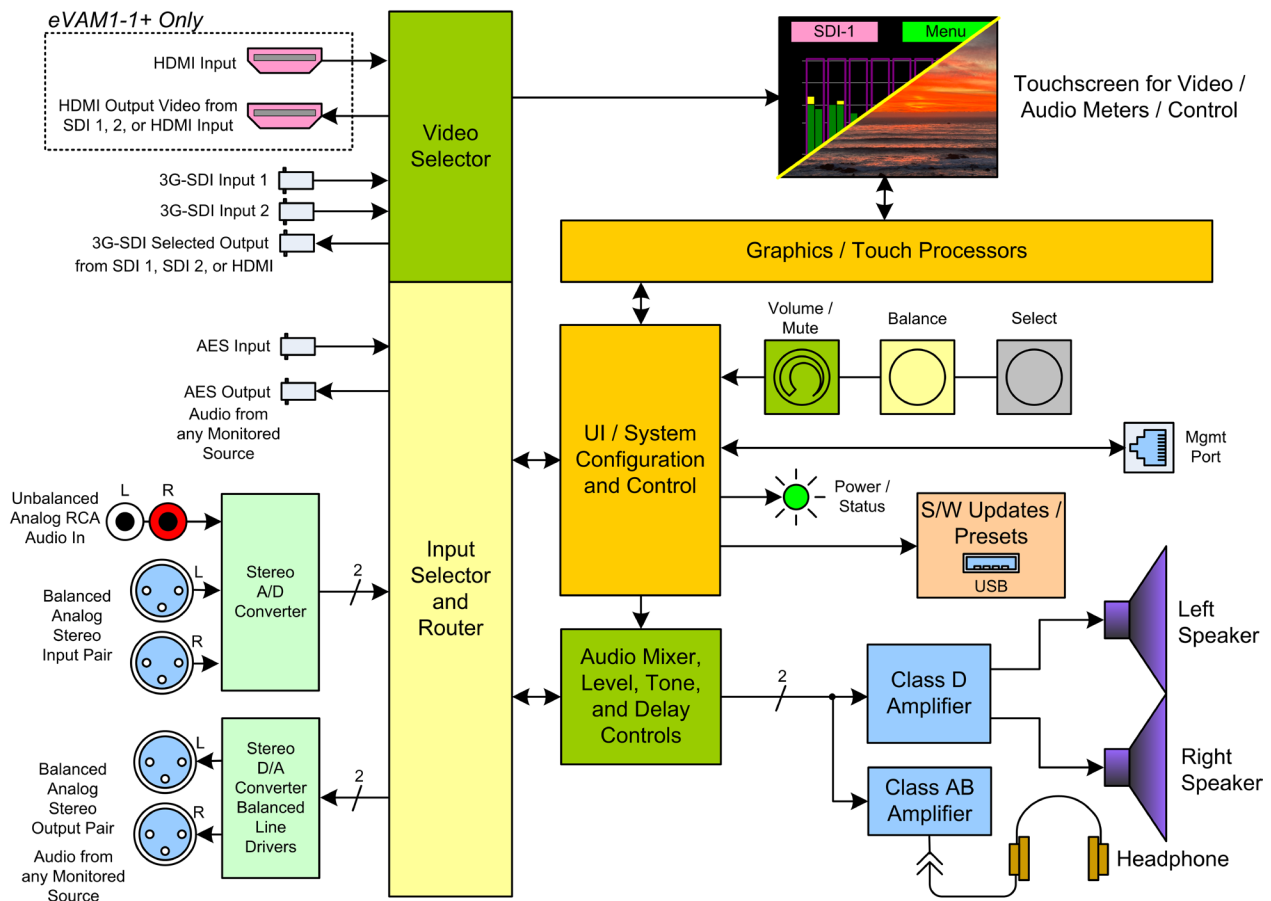 eVAM1-1+ Only
HDMI Input
HDMI Output Video from
SDI 1, 2, or HDMI Input
3G-SDI Input 1
3G-SDI Input 2
3G-SDI Selected Output
from SDI 1, SDI 2, or HDMI
Video
Selector
SDI-1
Menu
Touchscreen for Video /
Audio Meters / Control
Graphics / Touch Processors
AES Input
AES Output
Audio from
any Monitored
Source
Volume /
Mute
Balance
Select
UI / System
Configuration
and Control
Mgmt
Port
Power /
Status
S/W Updates /
Presets
USB
L
R
Unbalanced
Analog RCA
Audio In
L
R
Balanced
Analog
Stereo
Input Pair
Stereo
A/D
Converter
2
Input
Selector
and
Router
Audio Mixer,
Level, Tone,
and Delay
Controls
2
Class D
Amplifier
Left
Speaker
Right
Speaker
Class AB
Amplifier
Headphone
L
R
Balanced
Analog
Stereo
Output Pair
Audio from
any Monitored
Source
Stereo
D/A
Converter
Balanced
Line
Drivers
2